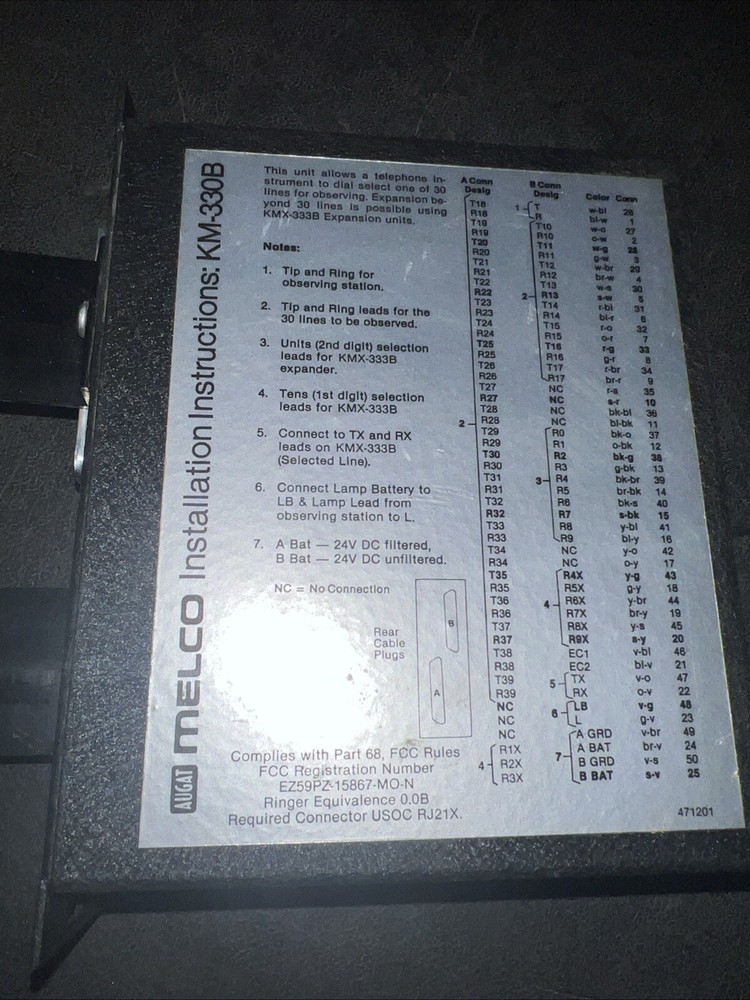 AUGAT MELCO Installation Instructions: KM-330B
This unit allows a telephone in-
strument to dial select one of 30
lines for observing. Expansion be-
yond 30 lines is possible using
KMX-333B Expansion units.
Notes:
1. Tip and Ring for
observing station.
2. Tip and Ring leads for the
30 lines to be observed.
3. Units (2nd digit) selection
leads for KMX-333B
expander.
4. Tens (1st digit) selection
leads for KMX-333B
5. Connect to TX and RX
leads on KMX-333B
(Selected Line).
6. Connect Lamp Battery to
LB & Lamp Lead from
observing station to L.
7. A Bat — 24V DC filtered,
B Bat — 24V DC unfiltered.
NC = No Connection
Rear
Cable
Plugs
B
A
Complies with Part 68, FCC Rules
FCC Registration Number
EZ59PZ-15867-MO-N
Ringer Equivalence 0.0B
Required Connector USOC RJ21X.
A Conn B Conn
Desig Desig Color Conn
T18 1 T w-bl 26
R18 R bl-w 1
T19 T10 w-o 27
R19 R10 o-w 2
T20 T11 w-g 28
R20 R11 g-w 3
T21 T12 w-br 29
R21 R12 br-w 4
T22 T13 w-s 30
R22 2 R13 s-w 5
T23 T14 r-bl 31
R23 R14 bl-r 6
T24 T15 r-o 32
R24 R15 o-r 7
T25 T16 r-g 33
R25 R16 g-r 8
T26 T17 r-br 34
R26 R17 br-r 9
T27 NC r-s 35
R27 NC s-r 10
T28 NC bk-bl 36
2 R28 NC bl-bk 11
T29 R0 bk-o 37
R29 R1 o-bk 12
T30 R2 bk-g 38
R30 R3 g-bk 13
T31 3 R4 bk-br 39
R31 R5 br-bk 14
T32 R6 bk-s 40
R32 R7 s-bk 15
T33 R8 y-bl 41
R33 R9 bl-y 16
T34 NC y-o 42
R34 NC o-y 17
T35 R4X y-g 43
R35 R5X g-y 18
T36 4 R6X y-br 44
R36 R7X br-y 19
T37 R8X y-s 45
R37 R9X s-y 20
T38 EC1 v-bl 46
R38 EC2 bl-v 21
T39 5 TX v-o 47
R39 RX o-v 22
NC 6 LB v-g 48
NC L g-v 23
NC A GRD v-br 49
R1X 7 A BAT br-v 24
4 R2X B GRD v-s 50
R3X B BAT s-v 25
471201